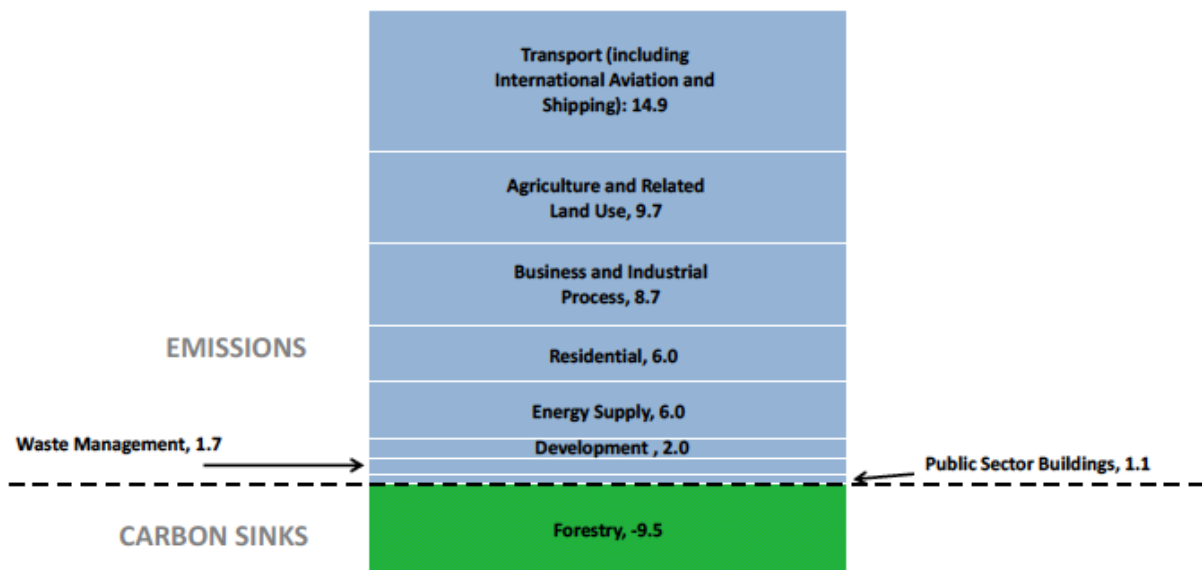 Transport (including
International Aviation and
Shipping): 14.9
Agriculture and Related
Land Use, 9.7
Business and Industrial
Process, 8.7
EMISSIONS
Residential, 6.0
Energy Supply, 6.0
Waste Management, 1.7
Development , 2.0
Public Sector Buildings, 1.1
CARBON SINKS
Forestry, -9.5